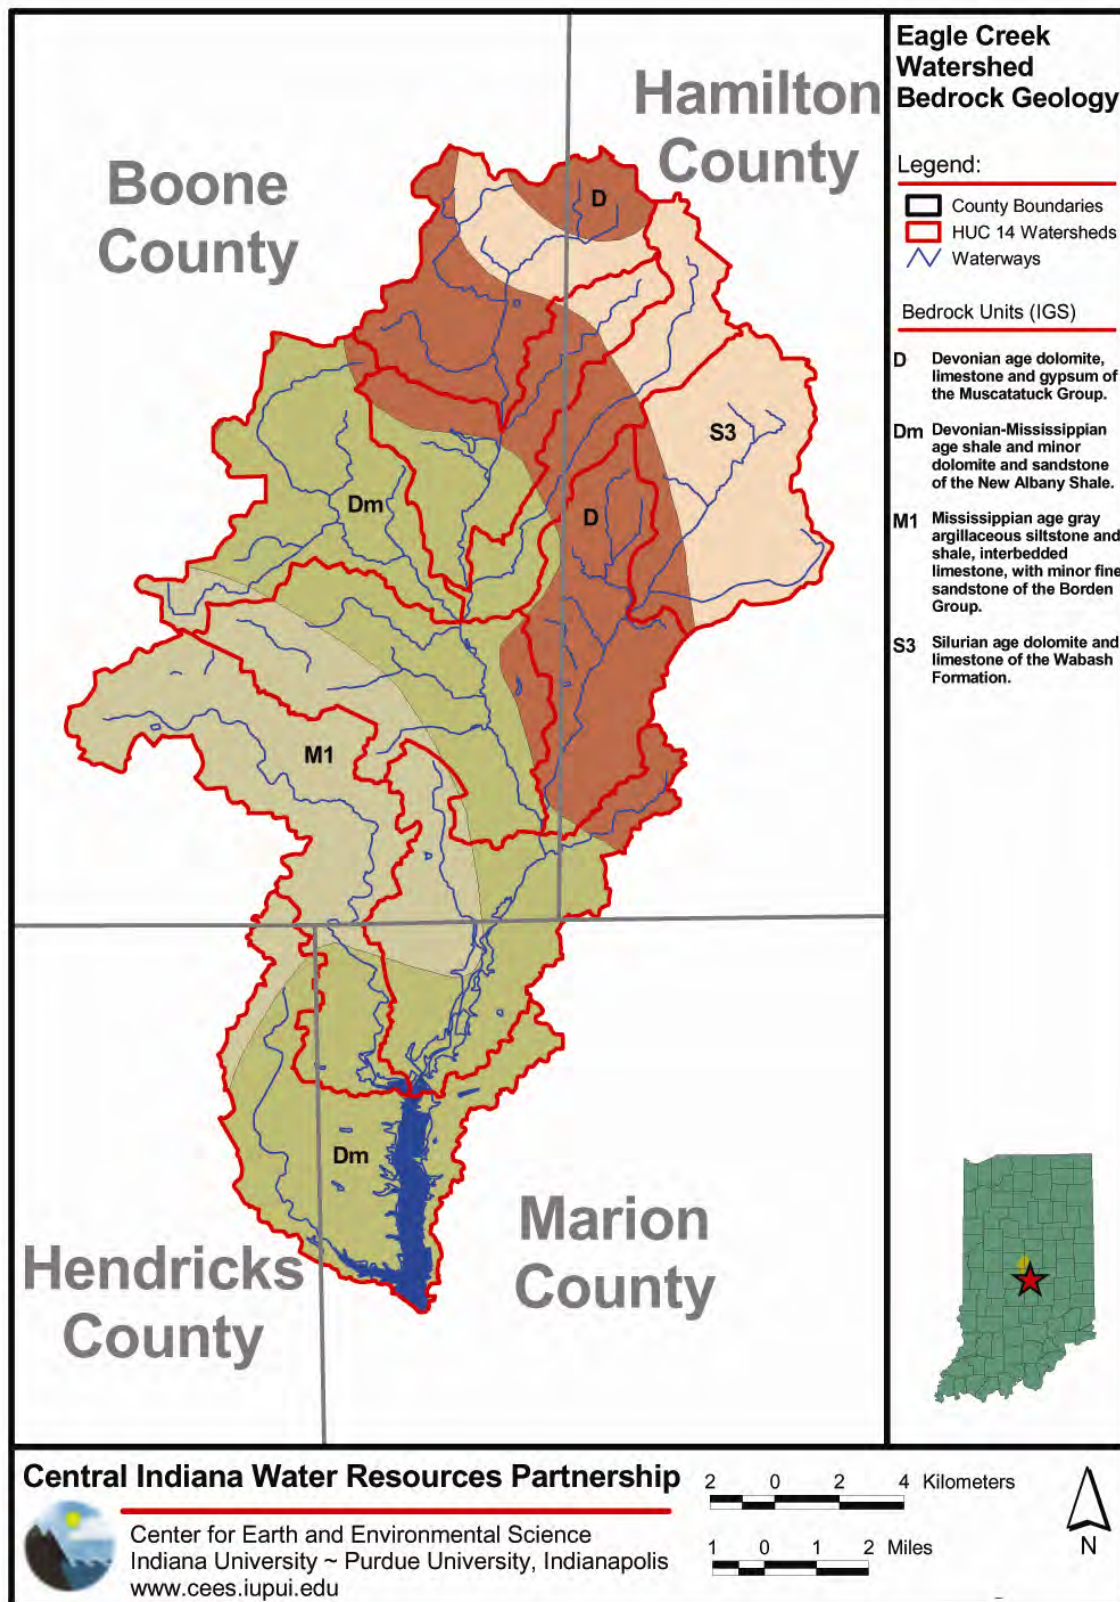 Eagle Creek
Watershed
Bedrock Geology
Legend:
County Boundaries
HUC 14 Watersheds
Waterways
Bedrock Units (IGS)
D Devonian age dolomite,
limestone and gypsum of
the Muscatatuck Group.
Dm Devonian-Mississippian
age shale and minor
dolomite and sandstone
of the New Albany Shale.
M1 Mississippian age gray
argillaceous siltstone and
shale, interbedded
limestone, with minor fine
sandstone of the Borden
Group.
S3 Silurian age dolomite and
limestone of the Wabash
Formation.
Hamilton
County
Boone
County
D
S3
Dm
D
M1
Dm
Marion
County
Hendricks
County
Central Indiana Water Resources Partnership
Center for Earth and Environmental Science
Indiana University ~ Purdue University, Indianapolis
www.cees.iupui.edu
2 0 2 4 Kilometers
1 0 1 2 Miles
N